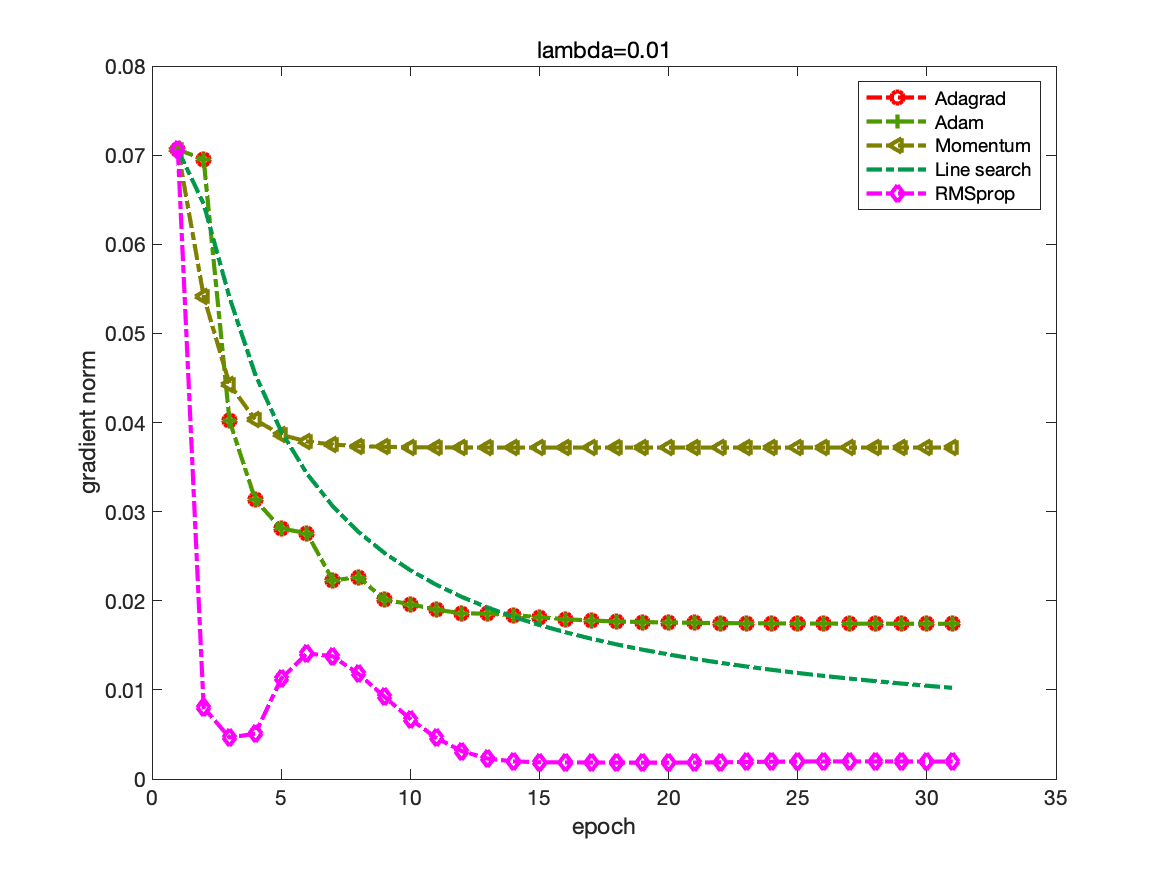 lambda=0.01
0.08
0.07
0.06
0.05
0.04
0.03
0.02
0.01
0
gradient norm
0 5 10 15 20 25 30 35
epoch
Adagrad
Adam
Momentum
Line search
RMSprop